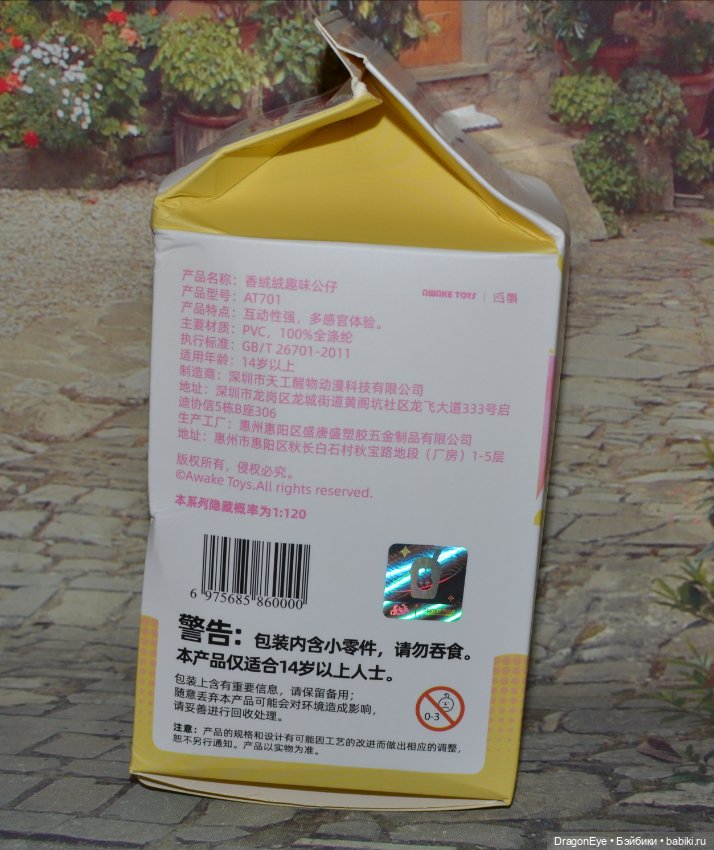 产品名称：香绒绒趣味公仔
AWAKE TOYS
产品型号：AT701
产品特点：互动性强，多感官体验。
主要材质：PVC，100%全涤纶
执行标准：GB/T 26701-2011
适用年龄：14岁以上
制造商：深圳市天工醒物动漫科技有限公司
地址：深圳市龙岗区龙城街道黄阁坑社区龙飞大道333号启
迪协信5栋B座306
生产工厂：惠州惠阳区盛唐盛塑胶五金制品有限公司
地址：惠州市惠阳区秋长白石村秋宝路地段（厂房）1-5层
版权所有，侵权必究。
©Awake Toys.All rights reserved.
本系列隐藏概率为1:120
6 975685 860000
警告：包装内含小零件，请勿吞食。
本产品仅适合14岁以上人士。
包装上含有重要信息，请保留备用；
随意丢弃本产品可能会对环境造成影响，
请妥善进行回收处理。
0-3
注意：产品的规格和设计有可能因工艺的改进而做出相应的调整，
恕不另行通知。产品以实物为准。
DragonEye • Бэйбики • babiki.ru